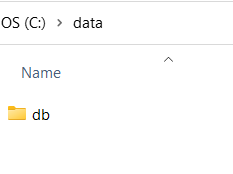 OS (C:) > data
Name
db